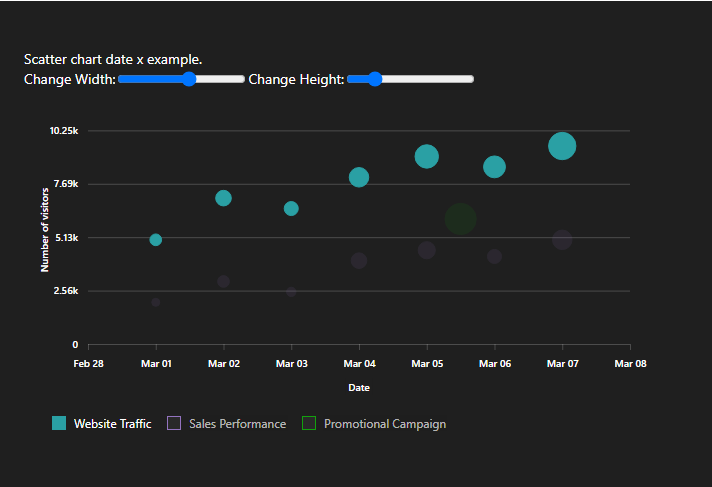 Scatter chart date x example.
Change Width: Change Height:
10.25k
7.69k
5.13k
2.56k
0
Number of visitors
Feb 28 Mar 01 Mar 02 Mar 03 Mar 04 Mar 05 Mar 06 Mar 07 Mar 08
Date
Website Traffic Sales Performance Promotional Campaign